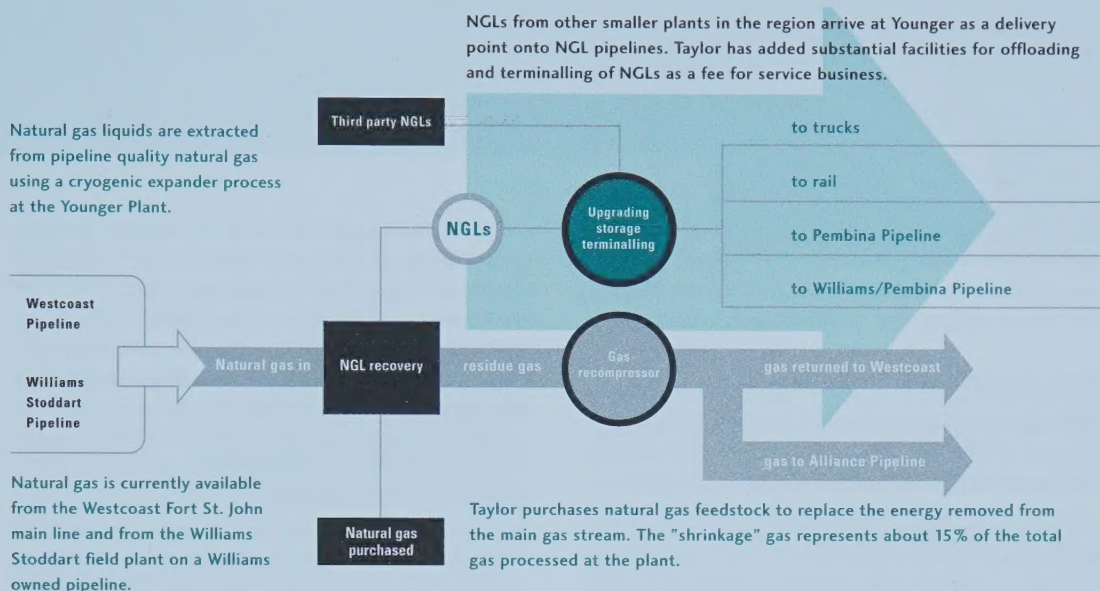 NGLs from other smaller plants in the region arrive at Younger as a delivery
point onto NGL pipelines. Taylor has added substantial facilities for offloading
and terminalling of NGLs as a fee for service business.
Natural gas liquids are extracted
from pipeline quality natural gas
using a cryogenic expander process
at the Younger Plant.
Third party NGLs
NGLs
Upgrading
storage
terminalling
to trucks
to rail
to Pembina Pipeline
to Williams/Pembina Pipeline
Westcoast
Pipeline
Williams
Stoddart
Pipeline
Natural gas in
NGL recovery
residue gas
Gas
recompressor
gas returned to Westcoast
gas to Alliance Pipeline
Natural gas is currently available
from the Westcoast Fort St. John
main line and from the Williams
Stoddart field plant on a Williams
owned pipeline.
Natural gas
purchased
Taylor purchases natural gas feedstock to replace the energy removed from
the main gas stream. The "shrinkage" gas represents about 15% of the total
gas processed at the plant.